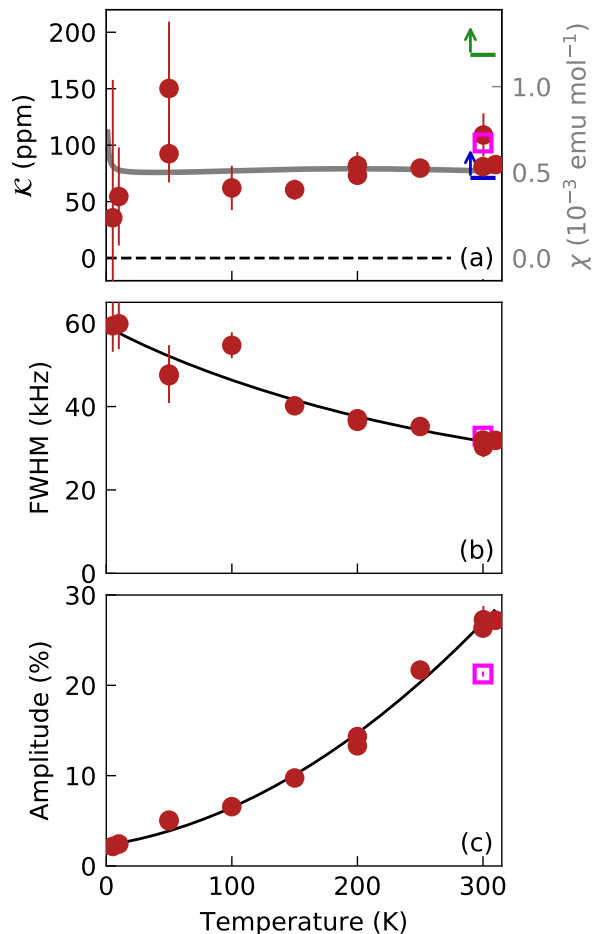 200
150
100
50
0
𝒦 (ppm)
1.0
0.5
0.0
χ (10⁻³ emu mol⁻¹)
(a)
60
40
20
0
FWHM (kHz)
(b)
30
20
10
0
Amplitude (%)
(c)
0 100 200 300
Temperature (K)